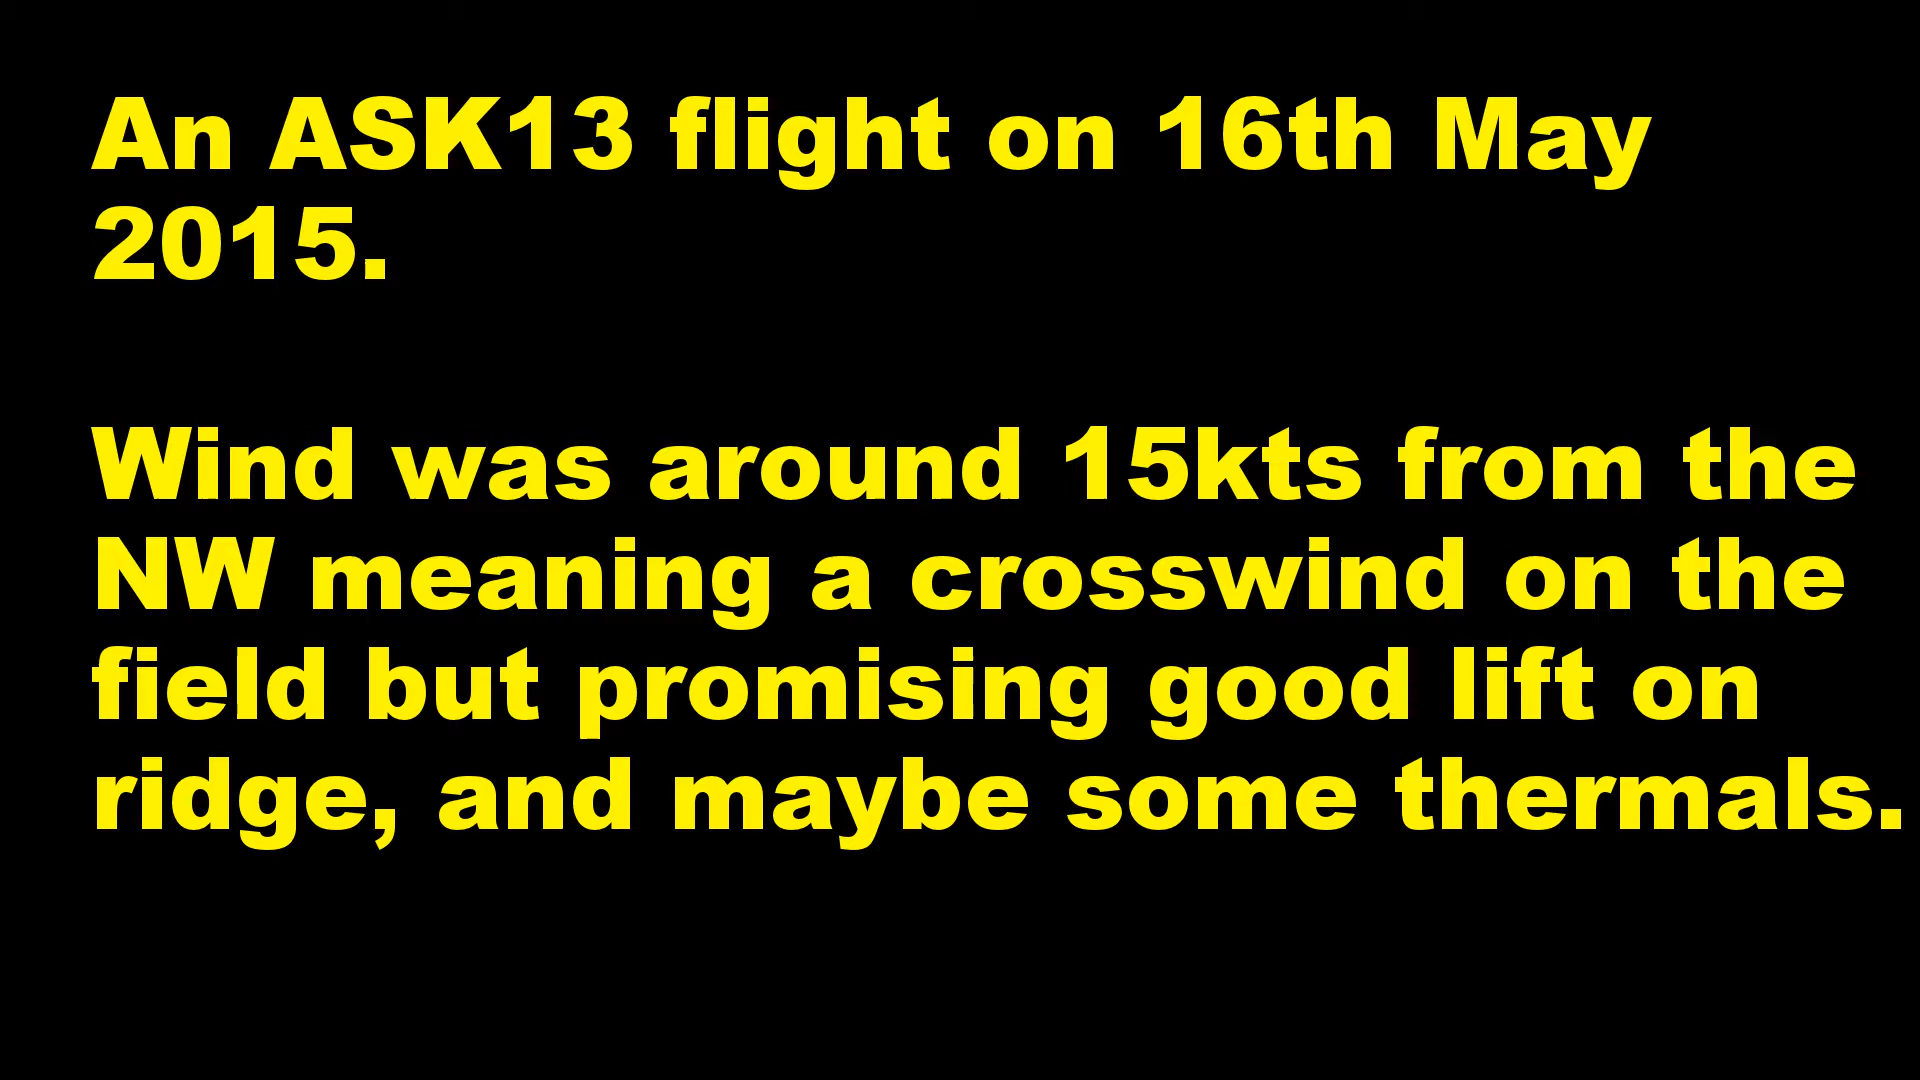 An ASK13 flight on 16th May
2015.
Wind was around 15kts from the
NW meaning a crosswind on the
field but promising good lift on
ridge, and maybe some thermals.